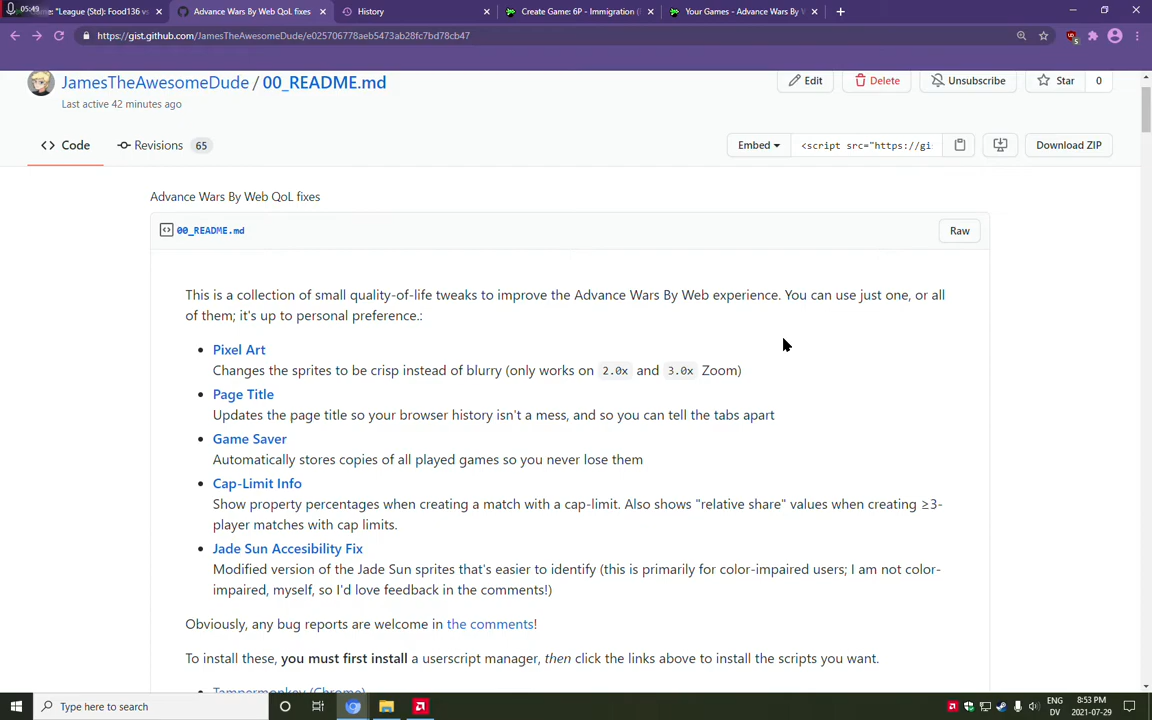 05:49
me: "League (Std): Food136 vs
Advance Wars By Web QoL fixes
History
Create Game: 6P - Immigration (
Your Games - Advance Wars By W
https://gist.github.com/JamesTheAwesomeDude/e025706778aeb5473ab28fc7bd78cb47
JamesTheAwesomeDude / 00_README.md
Last active 42 minutes ago
Edit
Delete
Unsubscribe
Star
0
Code
Revisions 65
Embed
<script src="https://gi
Download ZIP
Advance Wars By Web QoL fixes
00_README.md
Raw
This is a collection of small quality-of-life tweaks to improve the Advance Wars By Web experience. You can use just one, or all
of them; it's up to personal preference.:
Pixel Art
Changes the sprites to be crisp instead of blurry (only works on 2.0x and 3.0x Zoom)
Page Title
Updates the page title so your browser history isn't a mess, and so you can tell the tabs apart
Game Saver
Automatically stores copies of all played games so you never lose them
Cap-Limit Info
Show property percentages when creating a match with a cap-limit. Also shows "relative share" values when creating ≥3-
player matches with cap limits.
Jade Sun Accesibility Fix
Modified version of the Jade Sun sprites that's easier to identify (this is primarily for color-impaired users; I am not color-
impaired, myself, so I'd love feedback in the comments!)
Obviously, any bug reports are welcome in the comments!
To install these, you must first install a userscript manager, then click the links above to install the scripts you want.
Tampermonkey (Chrome)
Type here to search
ENG
DV
8:53 PM
2021-07-29